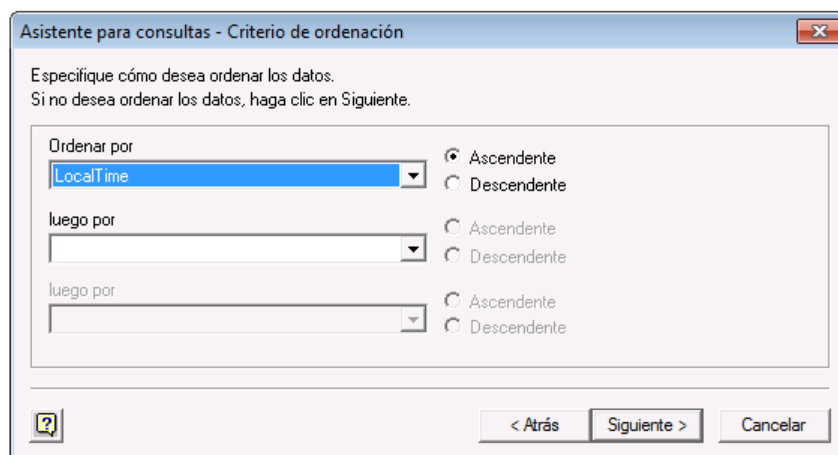 Asistente para consultas - Criterio de ordenación
Especifique cómo desea ordenar los datos.
Si no desea ordenar los datos, haga clic en Siguiente.
Ordenar por
LocalTime
Ascendente
Descendente
luego por
Ascendente
Descendente
luego por
Ascendente
Descendente
?
< Atrás
Siguiente >
Cancelar